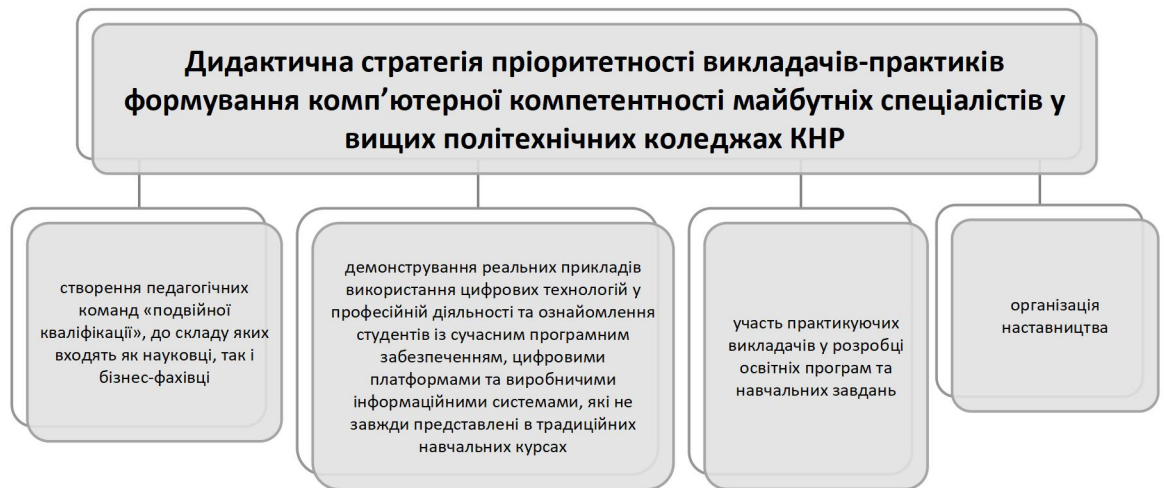 Дидактична стратегія пріоритетності викладачів-практиків
формування комп’ютерної компетентності майбутніх спеціалістів у
вищих політехнічних коледжах КНР
створення педагогічних
команд «подвійної
кваліфікації», до складу яких
входять як науковці, так і
бізнес-фахівці
демонстрування реальних прикладів
використання цифрових технологій у
професійній діяльності та ознайомлення
студентів із сучасним програмним
забезпеченням, цифровими
платформами та виробничими
інформаційними системами, які не
завжди представлені в традиційних
навчальних курсах
участь практикуючих
викладачів у розробці
освітніх програм та
навчальних завдань
організація
наставництва